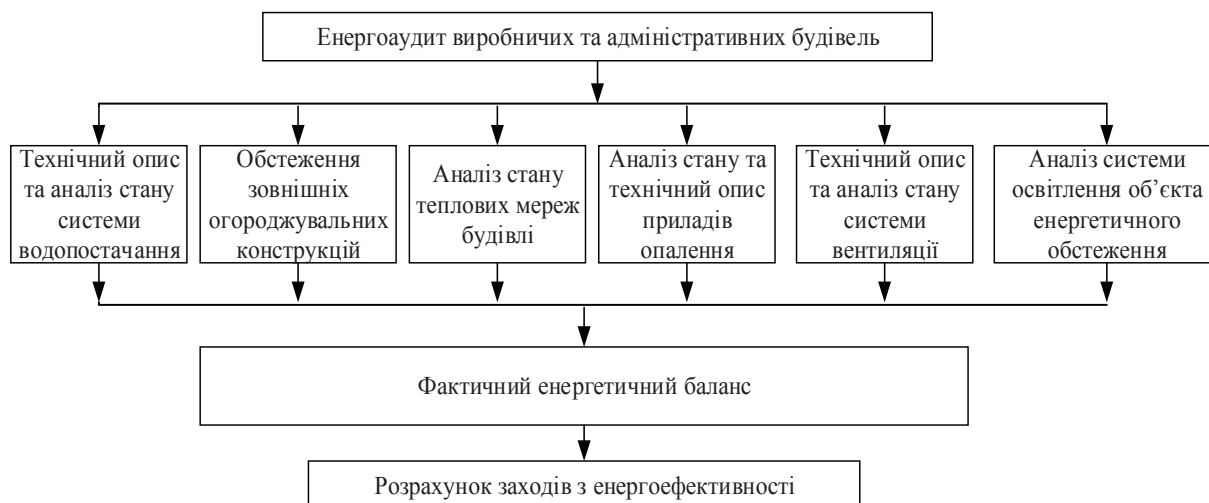 Енергоаудит виробничих та адміністративних будівель
Технічний опис
та аналіз стану
системи
водопостачання
Обстеження
зовнішніх
огороджувальних
конструкцій
Аналіз стану
теплових мереж
будівлі
Аналіз стану та
технічний опис
приладів
опалення
Технічний опис
та аналіз стану
системи
вентиляції
Аналіз системи
освітлення об’єкта
енергетичного
обстеження
Фактичний енергетичний баланс
Розрахунок заходів з енергоефективності